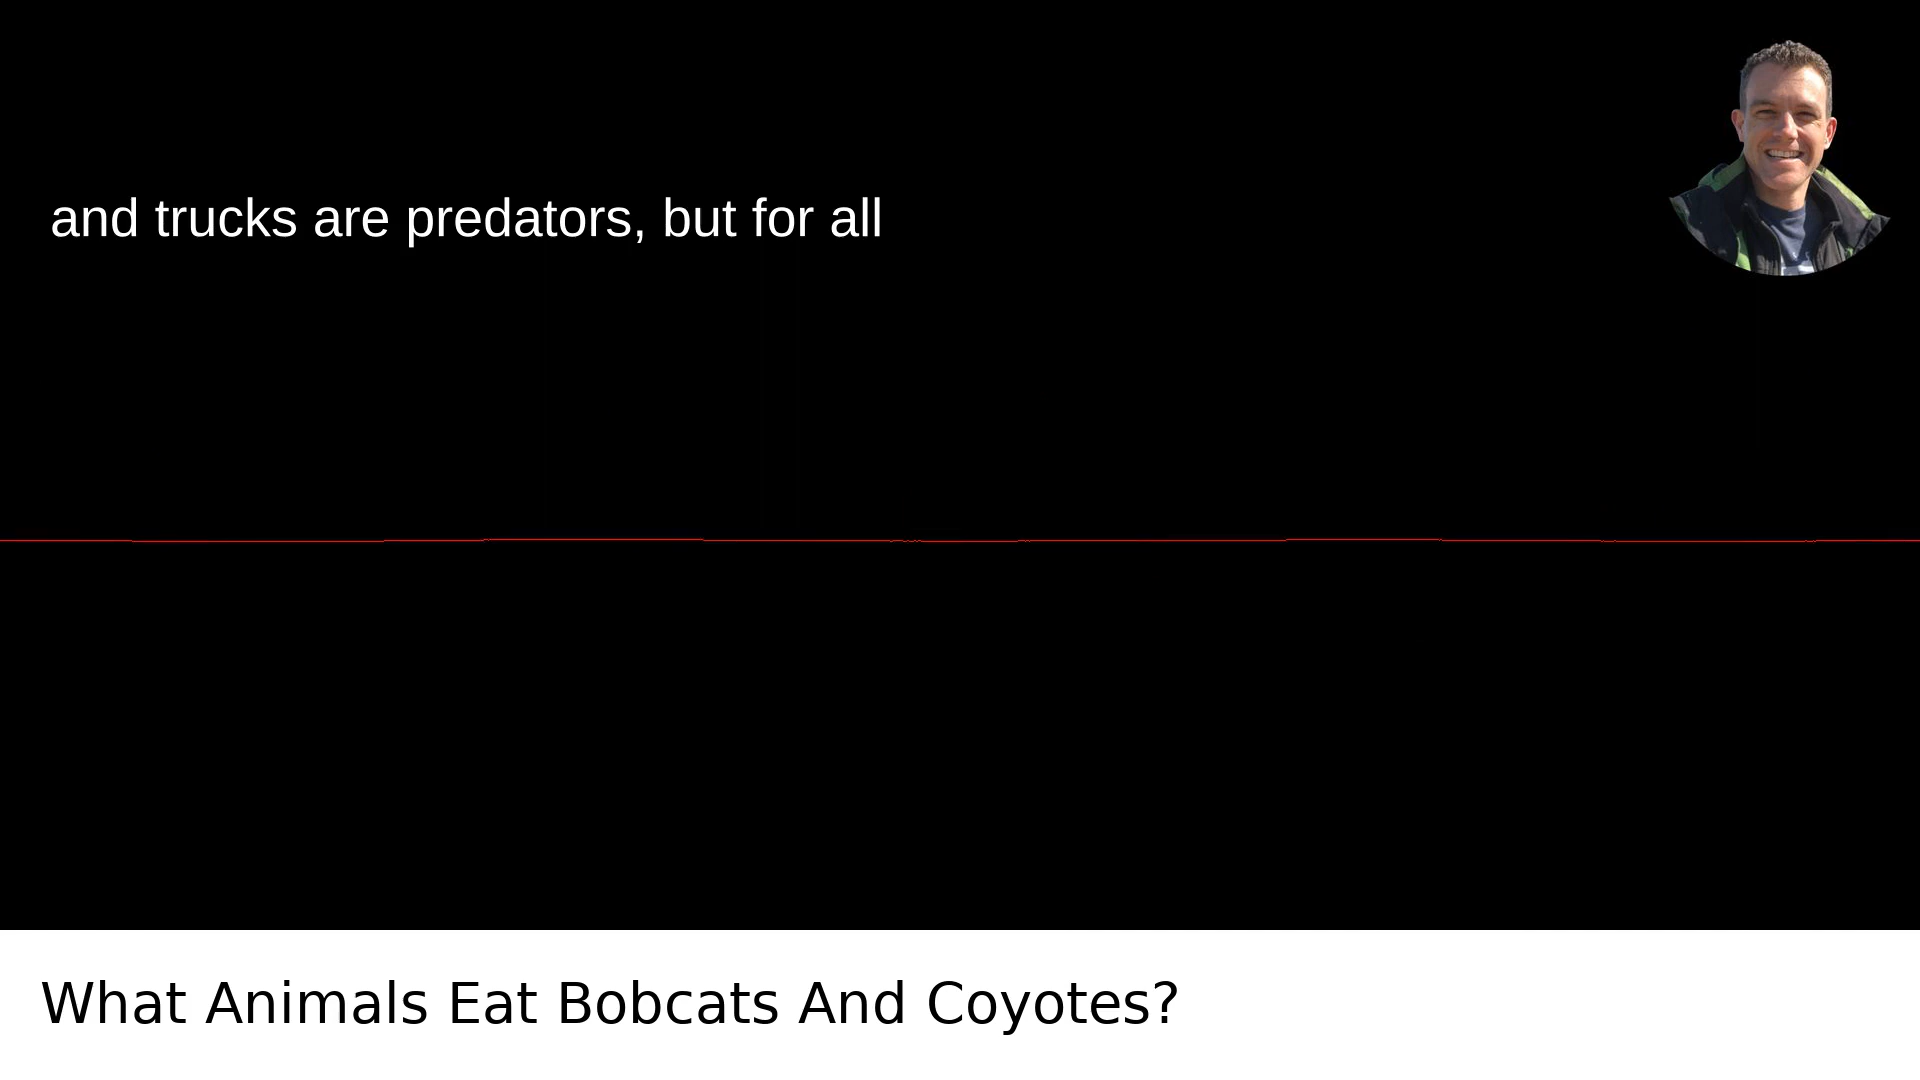 and trucks are predators, but for all
What Animals Eat Bobcats And Coyotes?